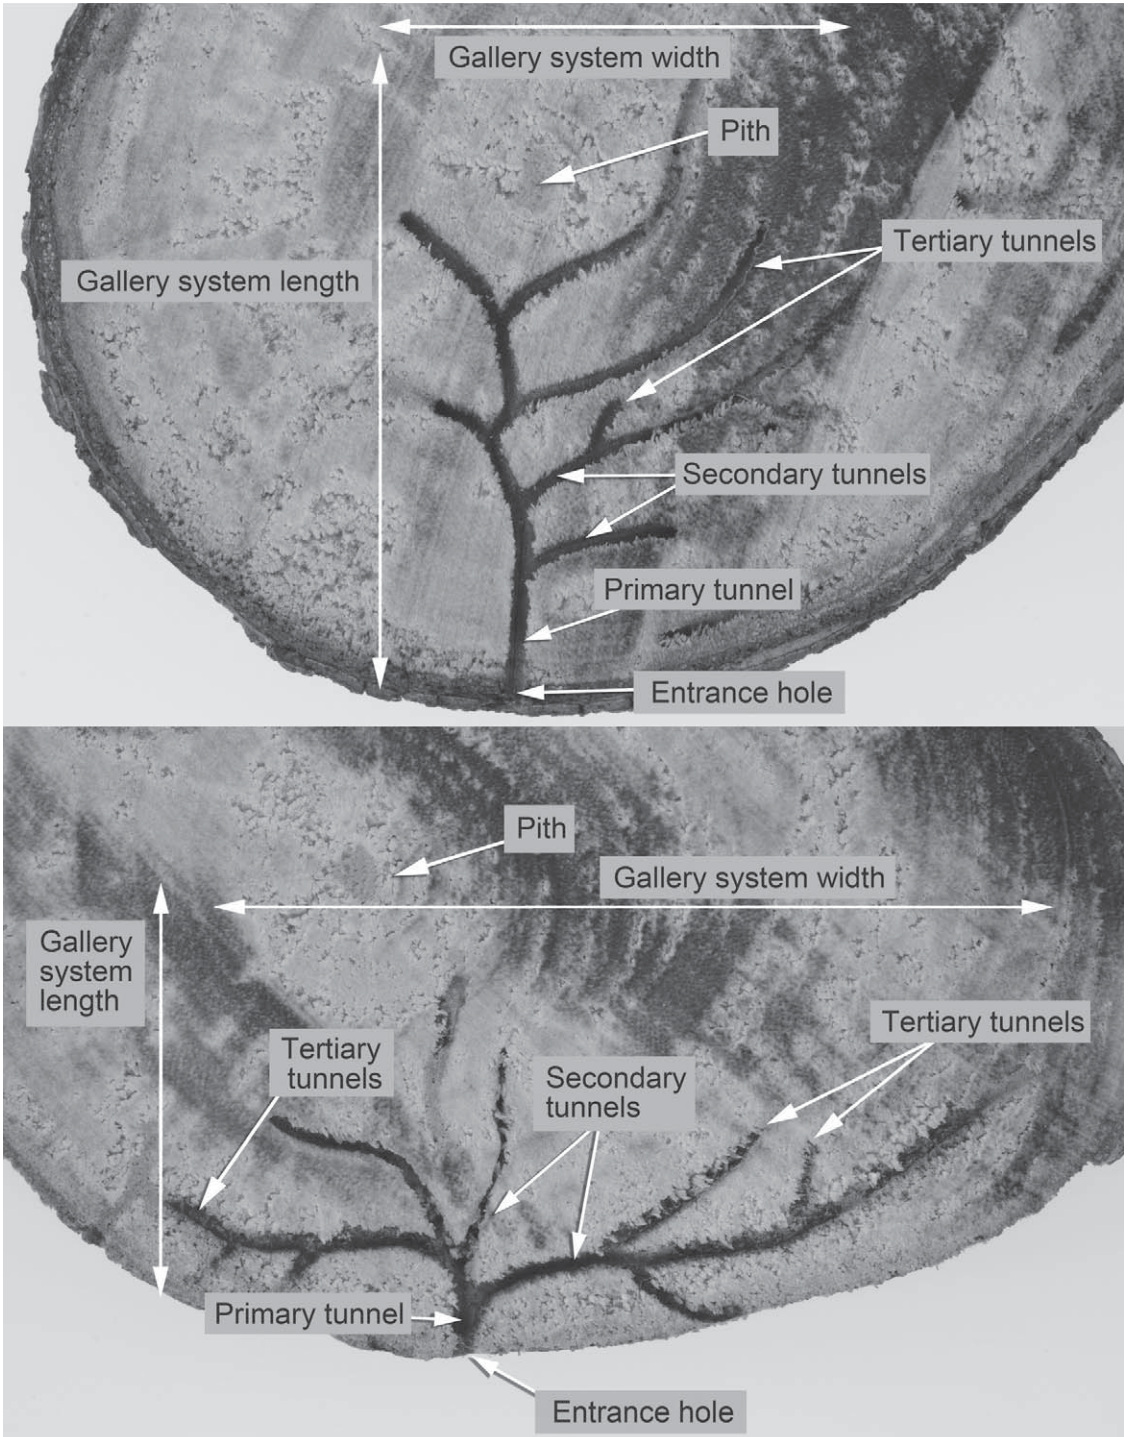 Gallery system width
Pith
Tertiary tunnels
Gallery system length
Secondary tunnels
Primary tunnel
Entrance hole
Pith
Gallery system width
Gallery
system
length
Tertiary tunnels
Tertiary
tunnels
Secondary
tunnels
Primary tunnel
Entrance hole